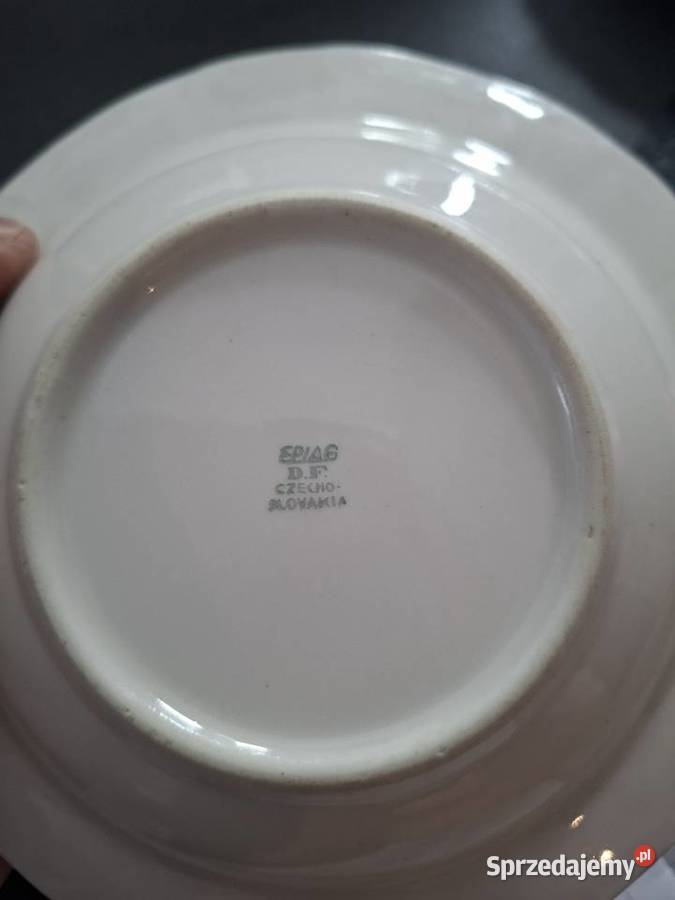 EPIAG
D.F.
CZECHO-
SLOVAKIA
Sprzedajemy.pl